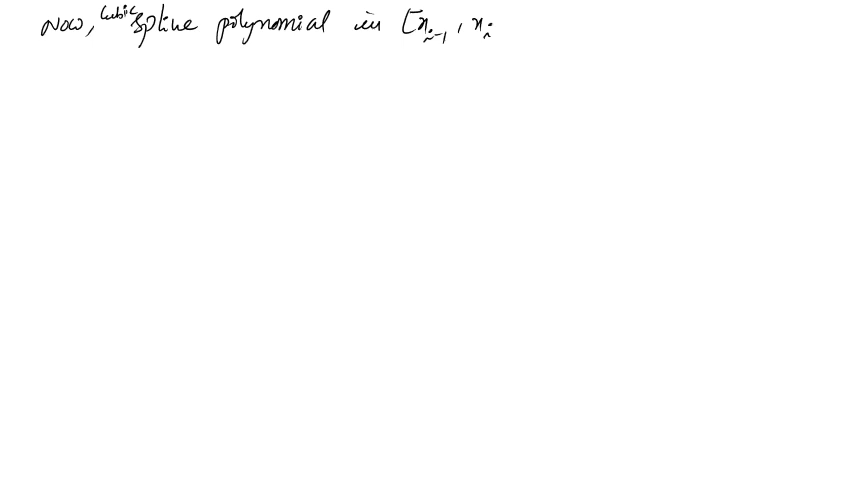 Now, cubic spline polynomial in [x_{i-1}, x_i